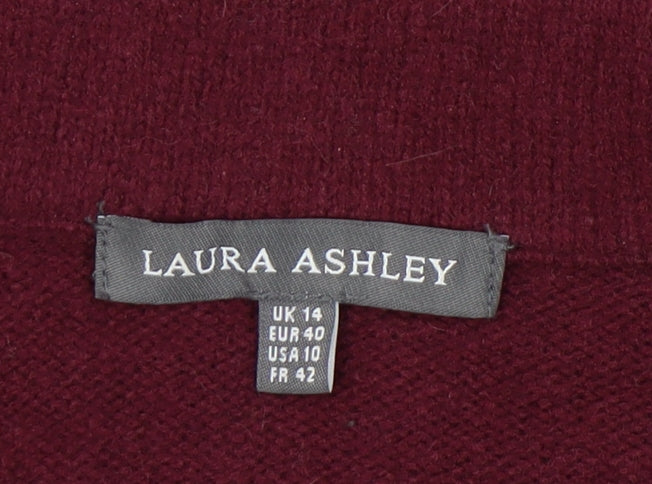 LAURA ASHLEY
UK 14
EUR 40
USA 10
FR 42